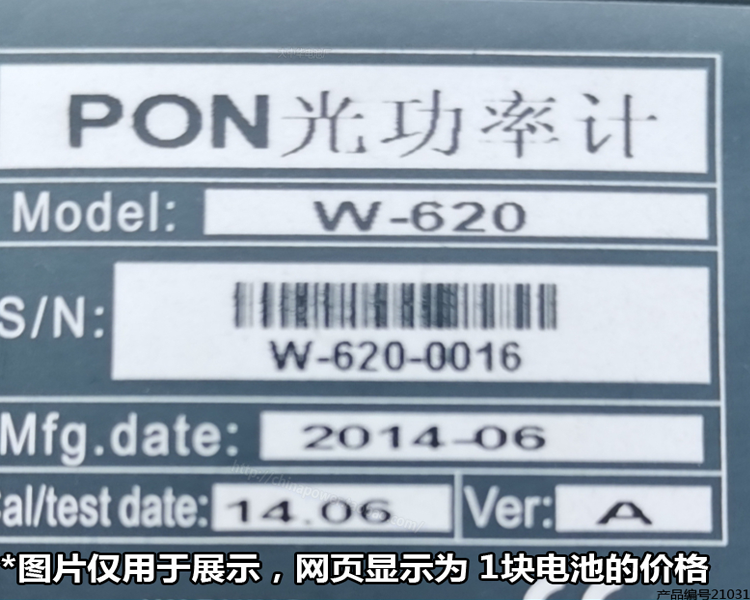 PON光功率计
Model: W-620
S/N:
W-620-0016
Mfg.date: 2014-06
al/test date: 14.06 Ver: A
*图片仅用于展示，网页显示为 1块电池的价格
产品编号21031